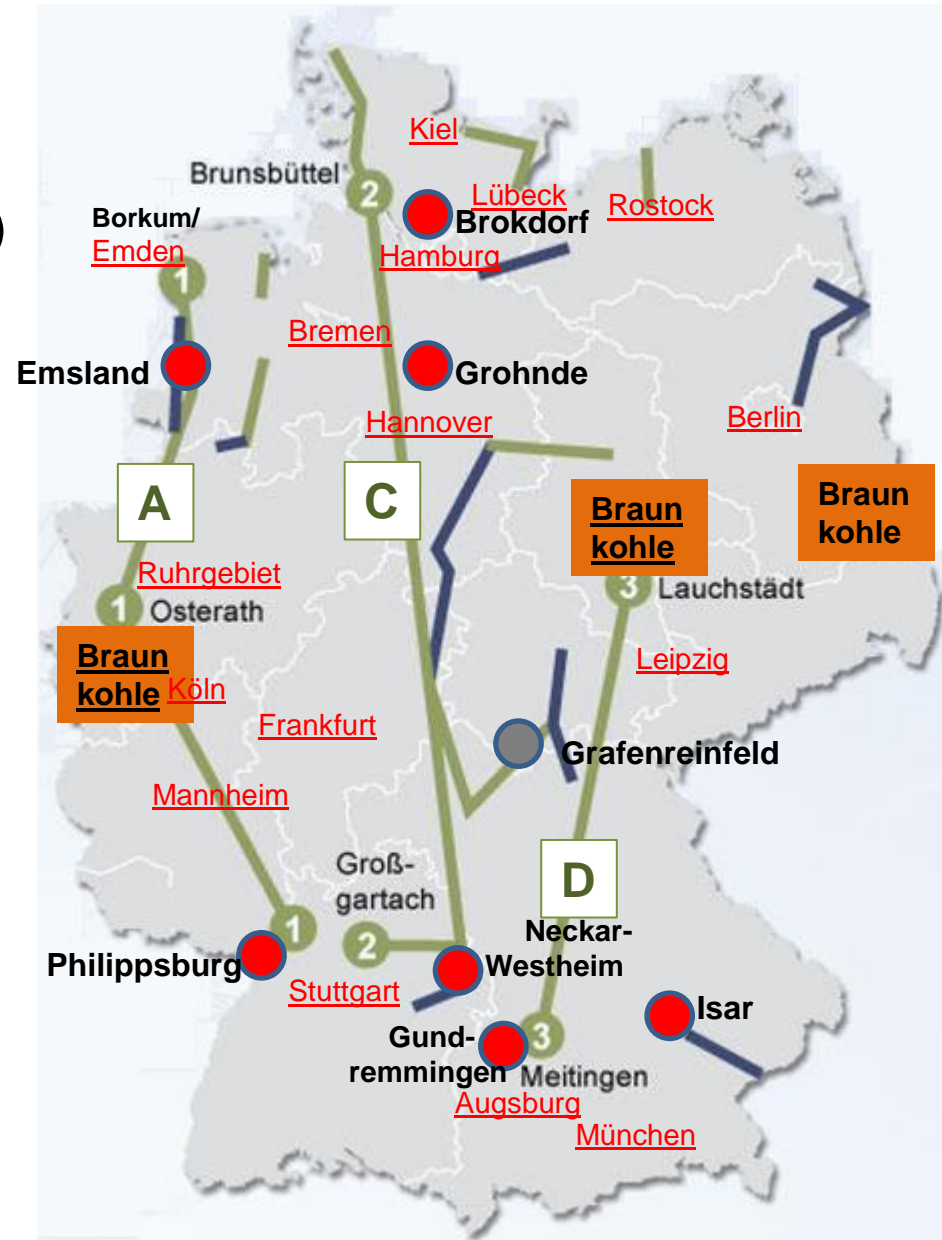 )
Kiel
Brunsbüttel
2
Lübeck
Rostock
Borkum/
Brokdorf
Emden
Hamburg
1
Bremen
Emsland
Grohnde
Hannover
Berlin
A
C
Braun
kohle
Braun
kohle
Ruhrgebiet
3 Lauchstädt
1 Osterath
Braun
kohle
Köln
Leipzig
Frankfurt
Grafenreinfeld
Mannheim
Groß-
gartach
D
1
2
Neckar-
Westheim
Philippsburg
Stuttgart
Isar
Gund-
remmingen
3
Meitingen
Augsburg
München